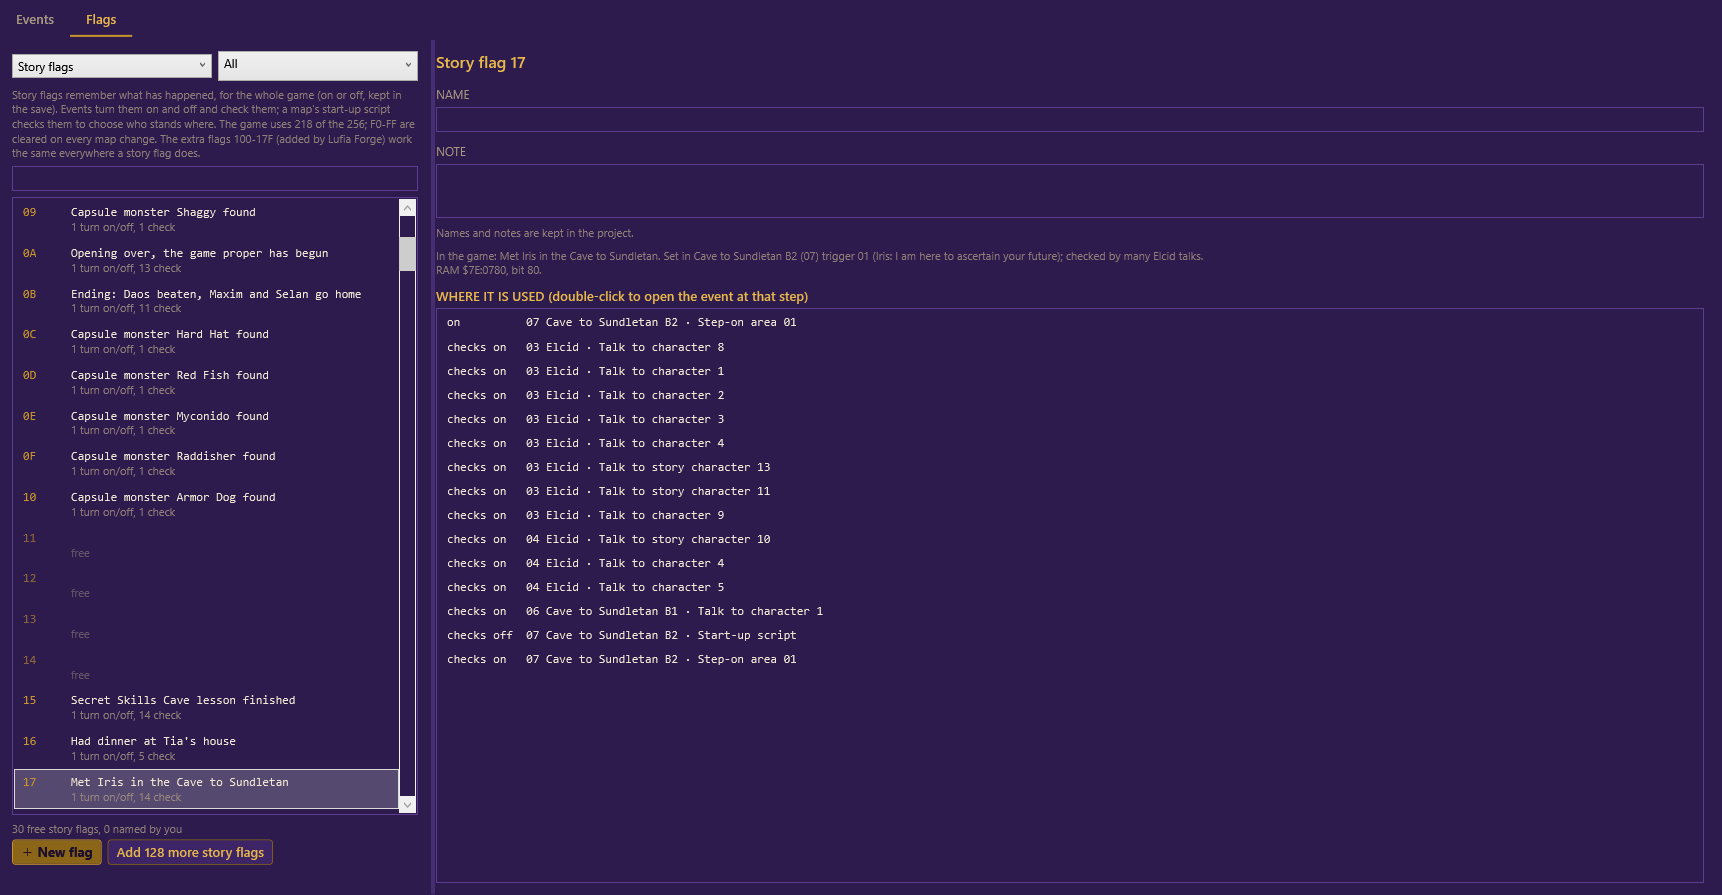 Events Flags
Story flags All
Story flags remember what has happened, for the whole game (on or off, kept in
the save). Events turn them on and off and check them; a map's start-up script
checks them to choose who stands where. The game uses 218 of the 256; F0-FF are
cleared on every map change. The extra flags 100-17F (added by Lufia Forge) work
the same everywhere a story flag does.
09 Capsule monster Shaggy found
1 turn on/off, 1 check
0A Opening over, the game proper has begun
1 turn on/off, 13 check
0B Ending: Daos beaten, Maxim and Selan go home
1 turn on/off, 11 check
0C Capsule monster Hard Hat found
1 turn on/off, 1 check
0D Capsule monster Red Fish found
1 turn on/off, 1 check
0E Capsule monster Myconido found
1 turn on/off, 1 check
0F Capsule monster Raddisher found
1 turn on/off, 1 check
10 Capsule monster Armor Dog found
1 turn on/off, 1 check
11
free
12
free
13
free
14
free
15 Secret Skills Cave lesson finished
1 turn on/off, 14 check
16 Had dinner at Tia's house
1 turn on/off, 5 check
17 Met Iris in the Cave to Sundletan
1 turn on/off, 14 check
30 free story flags, 0 named by you
+ New flag Add 128 more story flags
Story flag 17
NAME
NOTE
Names and notes are kept in the project.
In the game: Met Iris in the Cave to Sundletan. Set in Cave to Sundletan B2 (07) trigger 01 (Iris: I am here to ascertain your future); checked by many Elcid talks.
RAM $7E:0780, bit 80.
WHERE IT IS USED (double-click to open the event at that step)
on 07 Cave to Sundletan B2 · Step-on area 01
checks on 03 Elcid · Talk to character 8
checks on 03 Elcid · Talk to character 1
checks on 03 Elcid · Talk to character 2
checks on 03 Elcid · Talk to character 3
checks on 03 Elcid · Talk to character 4
checks on 03 Elcid · Talk to story character 13
checks on 03 Elcid · Talk to story character 11
checks on 03 Elcid · Talk to character 9
checks on 04 Elcid · Talk to story character 10
checks on 04 Elcid · Talk to character 4
checks on 04 Elcid · Talk to character 5
checks on 06 Cave to Sundletan B1 · Talk to character 1
checks off 07 Cave to Sundletan B2 · Start-up script
checks on 07 Cave to Sundletan B2 · Step-on area 01